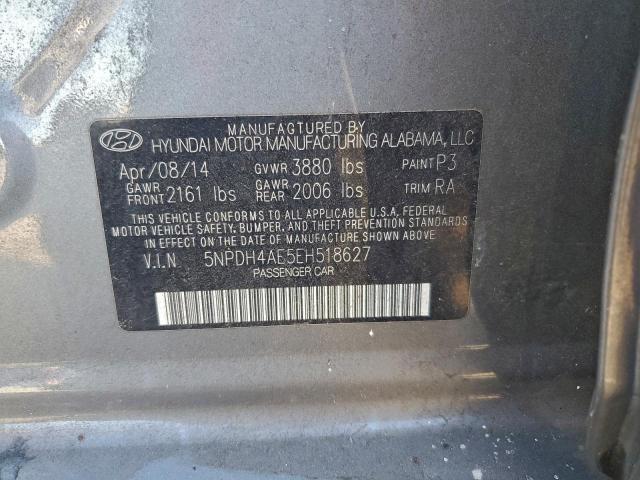 MANUFACTURED BY
HYUNDAI MOTOR MANUFACTURING ALABAMA, LLC
Apr/08/14 GVWR 3880 lbs PAINT P3
GAWR FRONT 2161 lbs GAWR REAR 2006 lbs TRIM RA
THIS VEHICLE CONFORMS TO ALL APPLICABLE U.S.A. FEDERAL
MOTOR VEHICLE SAFETY, BUMPER, AND THEFT PREVENTION STANDARDS
IN EFFECT ON THE DATE OF MANUFACTURE SHOWN ABOVE.
V.I.N 5NPDH4AE5EH518627
PASSENGER CAR